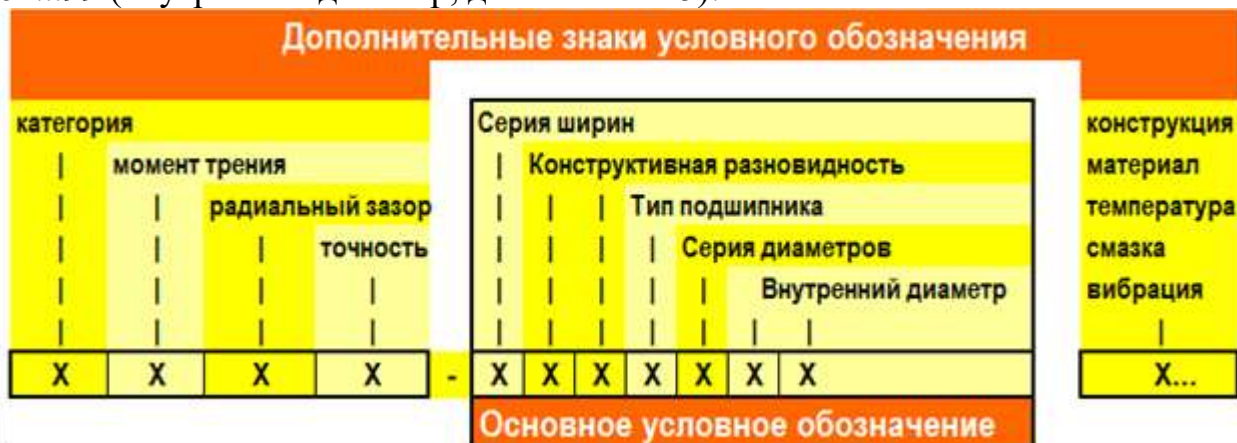 Дополнительные знаки условного обозначения
категория
момент трения
радиальный зазор
точность
Серия ширин
Конструктивная разновидность
Тип подшипника
Серия диаметров
Внутренний диаметр
конструкция
материал
температура
смазка
вибрация
X X X X - X X X X X X X X...
Основное условное обозначение